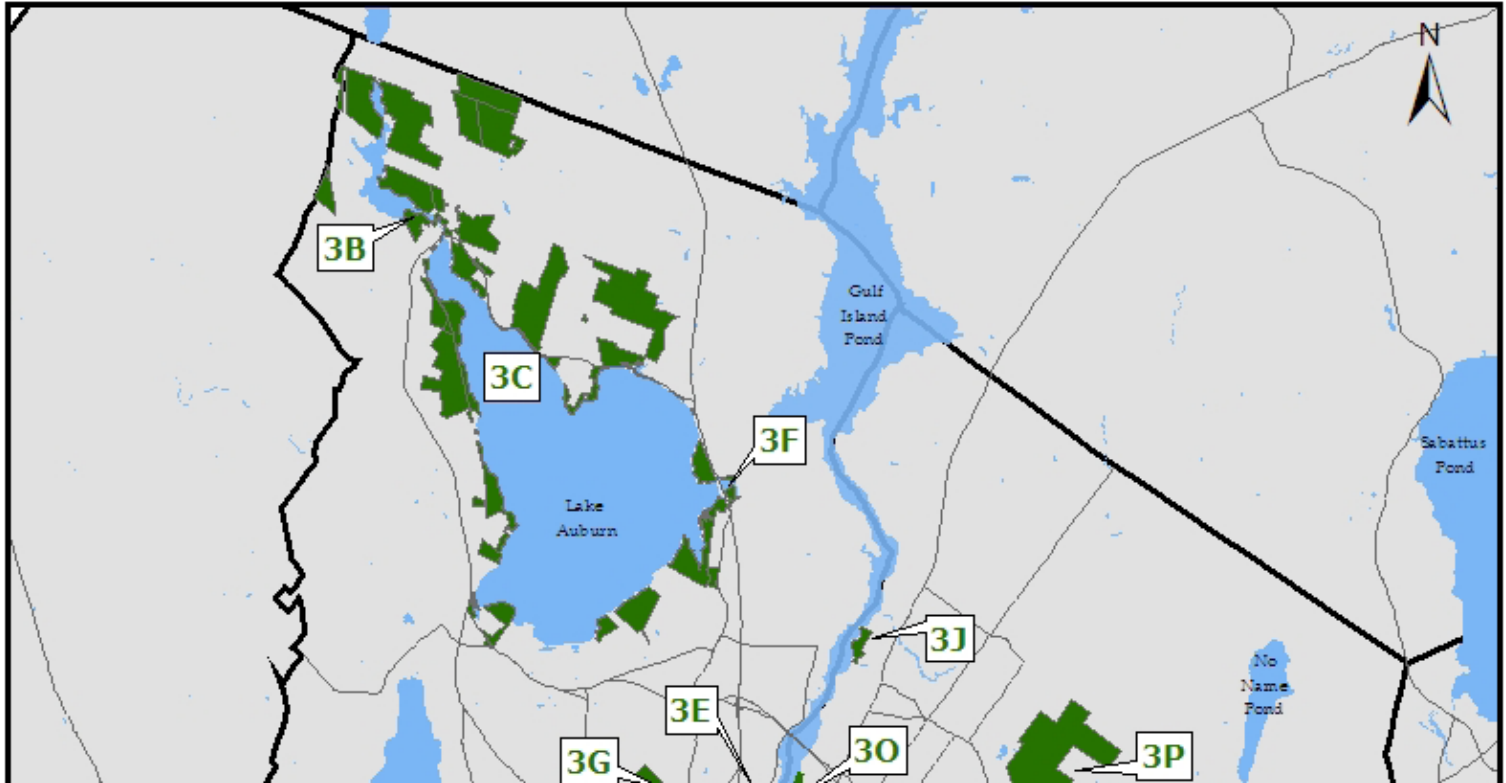 N
3B
Gulf
Island
Pond
3C
3F
Sabattus
Pond
Lake
Auburn
3J
No
Name
Pond
3E
3G
3O
3P